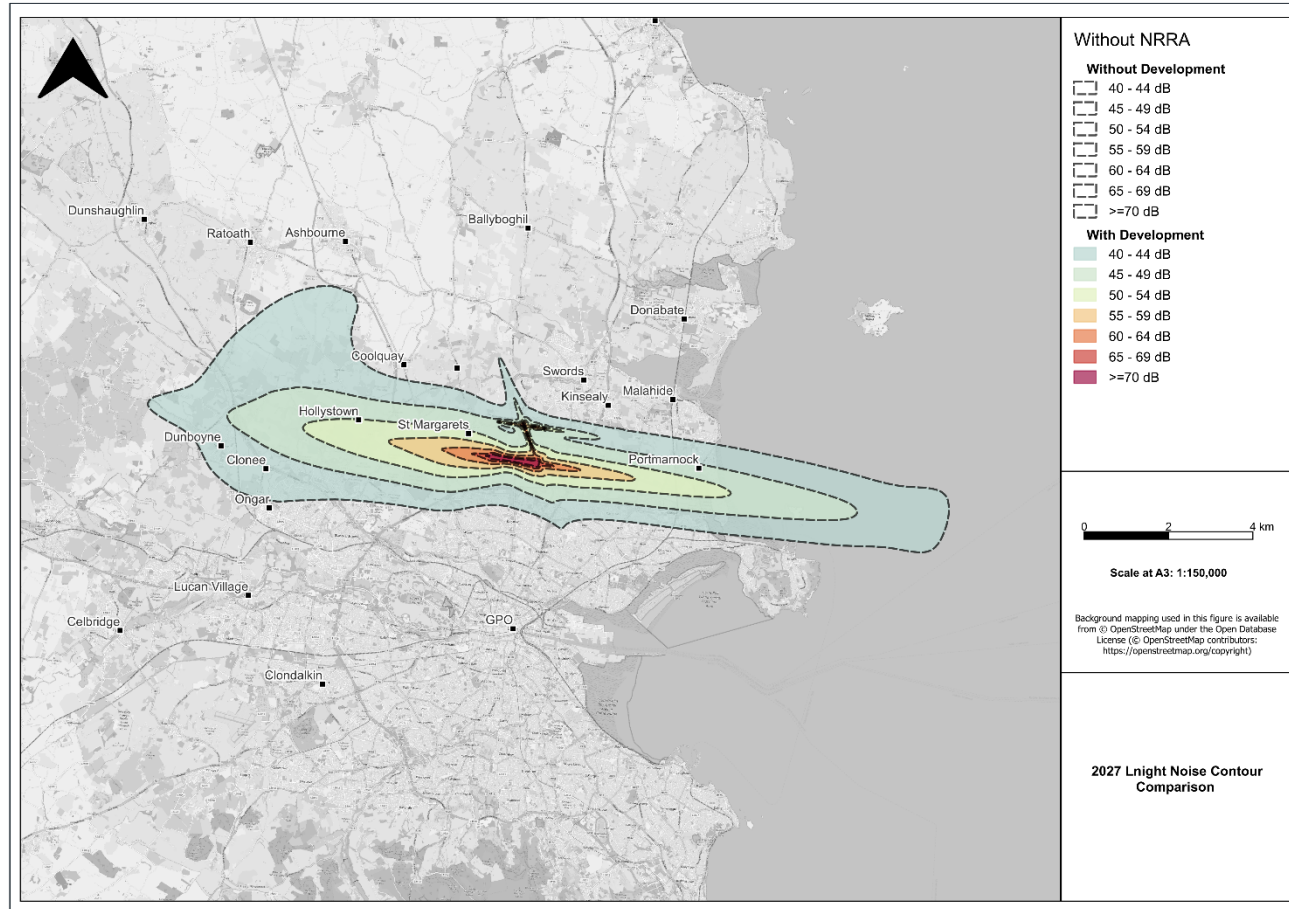 Dunshaughlin
Ratoath
Ashbourne
Ballyboghil
Donabate
Coolquay
Swords
Kinsealy
Malahide
Hollystown
St Margarets
Dunboyne
Clonee
Portmarnock
Ongar
Lucan Village
Celbridge
GPO
Clondalkin
Without NRRA
Without Development
40 - 44 dB
45 - 49 dB
50 - 54 dB
55 - 59 dB
60 - 64 dB
65 - 69 dB
>=70 dB
With Development
40 - 44 dB
45 - 49 dB
50 - 54 dB
55 - 59 dB
60 - 64 dB
65 - 69 dB
>=70 dB
0 2 4 km
Scale at A3: 1:150,000
Background mapping used in this figure is available
from © OpenStreetMap under the Open Database
License (© OpenStreetMap contributors:
https://openstreetmap.org/copyright)
2027 Lnight Noise Contour
Comparison